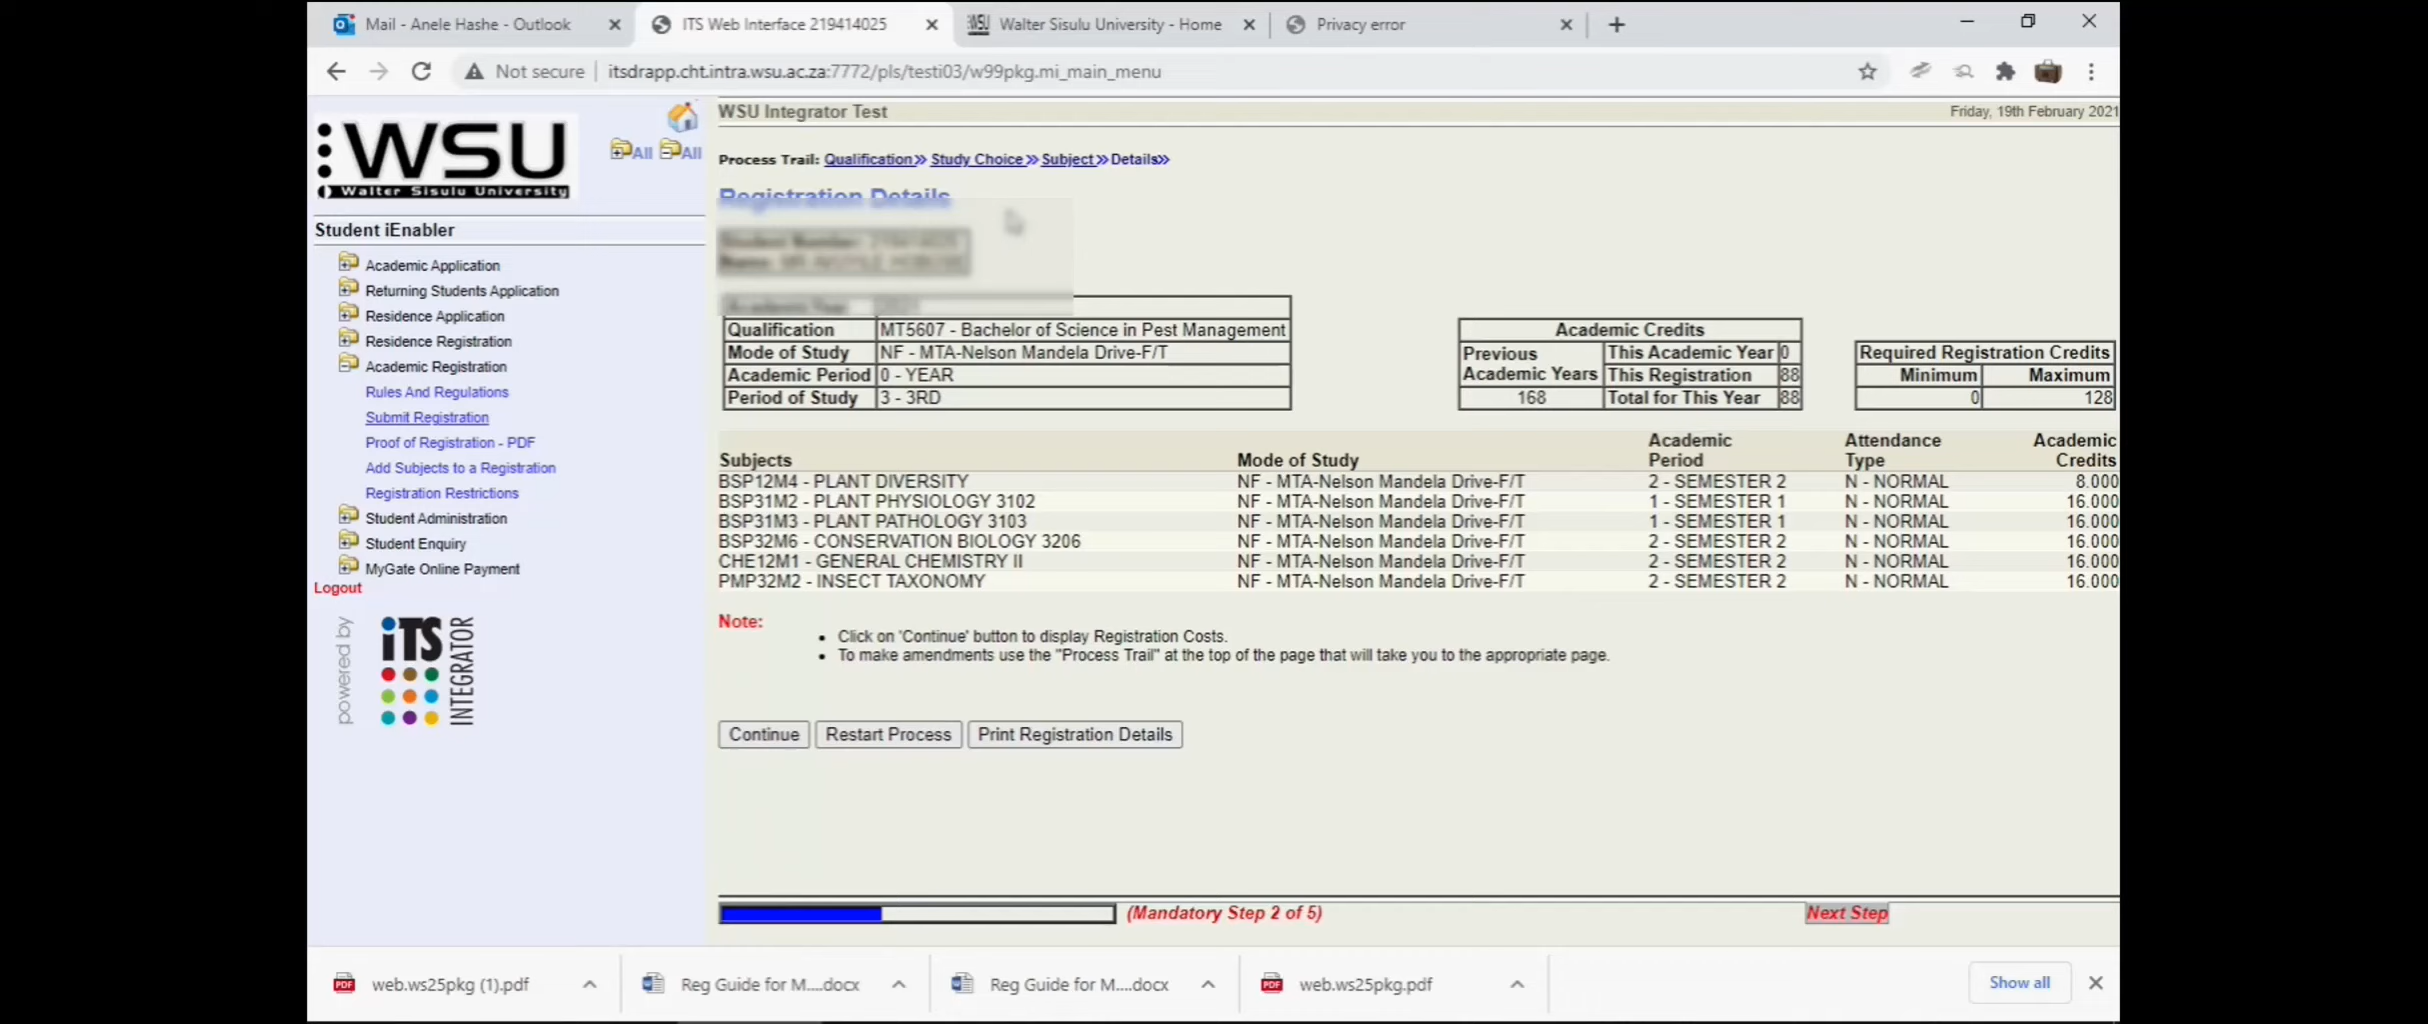 Mail - Anele Hashe - Outlook
ITS Web Interface 219414025
Walter Sisulu University - Home
Privacy error
Not secure
itsdrapp.cht.intra.wsu.ac.za:7772/pls/testi03/w99pkg.mi_main_menu
WSU
Walter Sisulu University
All All
Student iEnabler
Academic Application
Returning Students Application
Residence Application
Residence Registration
Academic Registration
Rules And Regulations
Submit Registration
Proof of Registration - PDF
Add Subjects to a Registration
Registration Restrictions
Student Administration
Student Enquiry
MyGate Online Payment
Logout
powered by iTS INTEGRATOR
WSU Integrator Test
Friday, 19th February 2021
Process Trail: Qualification» Study Choice» Subject» Details»
Registration Details
Qualification MT5607 - Bachelor of Science in Pest Management
Mode of Study NF - MTA-Nelson Mandela Drive-F/T
Academic Period 0 - YEAR
Period of Study 3 - 3RD
Academic Credits
Previous Academic Years This Academic Year 0
This Registration 88
168 Total for This Year 88
Required Registration Credits
Minimum Maximum
0 128
Subjects Mode of Study Academic Period Attendance Type Academic Credits
BSP12M4 - PLANT DIVERSITY NF - MTA-Nelson Mandela Drive-F/T 2 - SEMESTER 2 N - NORMAL 8.000
BSP31M2 - PLANT PHYSIOLOGY 3102 NF - MTA-Nelson Mandela Drive-F/T 1 - SEMESTER 1 N - NORMAL 16.000
BSP31M3 - PLANT PATHOLOGY 3103 NF - MTA-Nelson Mandela Drive-F/T 1 - SEMESTER 1 N - NORMAL 16.000
BSP32M6 - CONSERVATION BIOLOGY 3206 NF - MTA-Nelson Mandela Drive-F/T 2 - SEMESTER 2 N - NORMAL 16.000
CHE12M1 - GENERAL CHEMISTRY II NF - MTA-Nelson Mandela Drive-F/T 2 - SEMESTER 2 N - NORMAL 16.000
PMP32M2 - INSECT TAXONOMY NF - MTA-Nelson Mandela Drive-F/T 2 - SEMESTER 2 N - NORMAL 16.000
Note:
• Click on 'Continue' button to display Registration Costs.
• To make amendments use the "Process Trail" at the top of the page that will take you to the appropriate page.
Continue Restart Process Print Registration Details
(Mandatory Step 2 of 5) Next Step
web.ws25pkg (1).pdf
Reg Guide for M....docx
Reg Guide for M....docx
web.ws25pkg.pdf
Show all